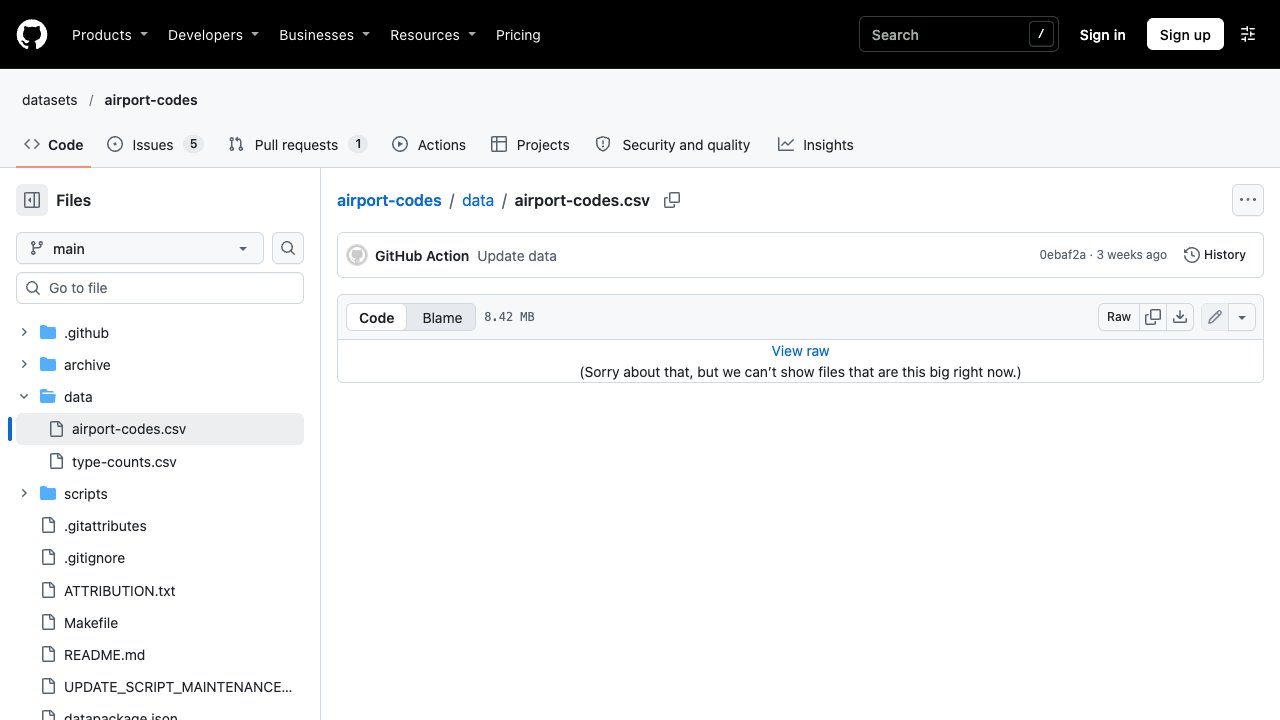 Products Developers Businesses Resources Pricing Search / Sign in Sign up
datasets / airport-codes
Code Issues 5 Pull requests 1 Actions Projects Security and quality Insights
Files
main
Go to file
.github
archive
data
airport-codes.csv
type-counts.csv
scripts
.gitattributes
.gitignore
ATTRIBUTION.txt
Makefile
README.md
UPDATE_SCRIPT_MAINTENANCE...
datapackage.json
airport-codes / data / airport-codes.csv
GitHub Action Update data 0ebaf2a · 3 weeks ago History
Code Blame 8.42 MB Raw
View raw
(Sorry about that, but we can’t show files that are this big right now.)